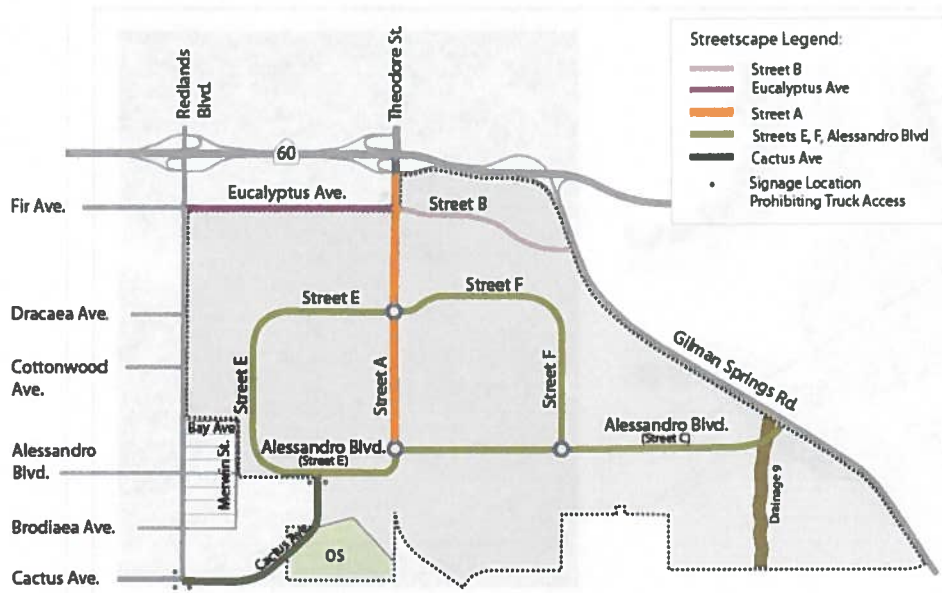 Redlands
Blvd.
Theodore St.
Streetscape Legend:
Street B
Eucalyptus Ave
Street A
Streets E, F, Alessandro Blvd
Cactus Ave
Signage Location
Prohibiting Truck Access
60
Fir Ave.
Eucalyptus Ave.
Street B
Dracaea Ave.
Street E
Street F
Cottonwood
Ave.
Street E
Street A
Street F
Gilman Springs Rd.
Bay Ave
Merwin St.
Alessandro
Blvd.
Alessandro Blvd.
(Street E)
Alessandro Blvd.
(Street C)
Drainage 9
Brodiaea Ave.
Cactus Ave.
OS
Cactus Ave.